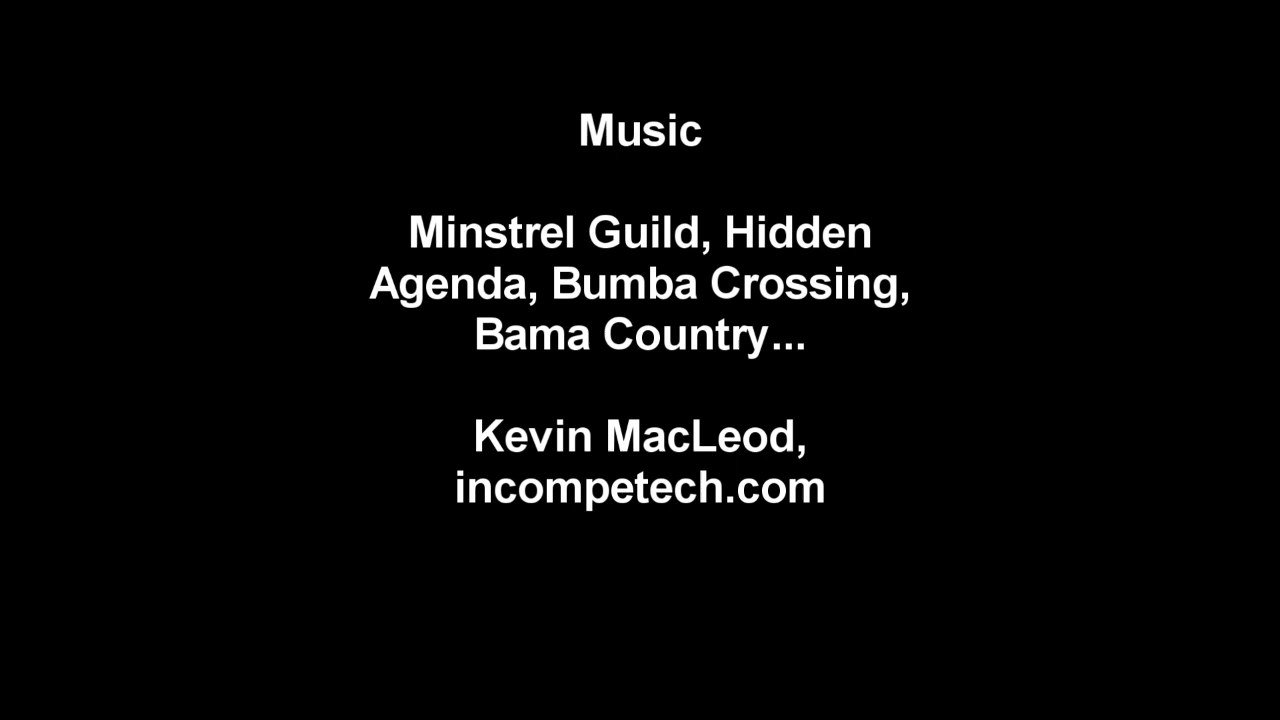 Music
Minstrel Guild, Hidden
Agenda, Bumba Crossing,
Bama Country...
Kevin MacLeod,
incompetech.com